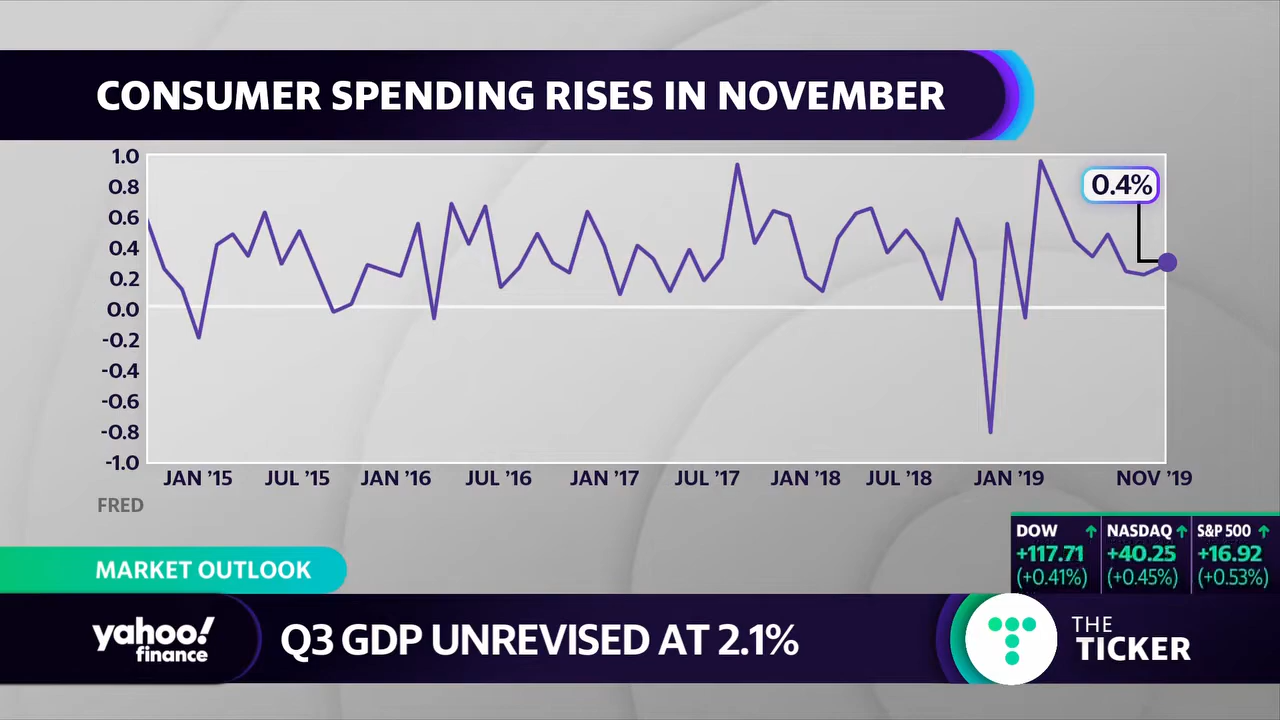 CONSUMER SPENDING RISES IN NOVEMBER
1.0
0.8
0.6
0.4
0.2
0.0
-0.2
-0.4
-0.6
-0.8
-1.0
0.4%
JAN '15 JUL '15 JAN '16 JUL '16 JAN '17 JUL '17 JAN '18 JUL '18 JAN '19 NOV '19
FRED
DOW NASDAQ S&P 500
+117.71 +40.25 +16.92
(+0.41%) (+0.45%) (+0.53%)
MARKET OUTLOOK
yahoo!
finance
Q3 GDP UNREVISED AT 2.1%
THE
TICKER